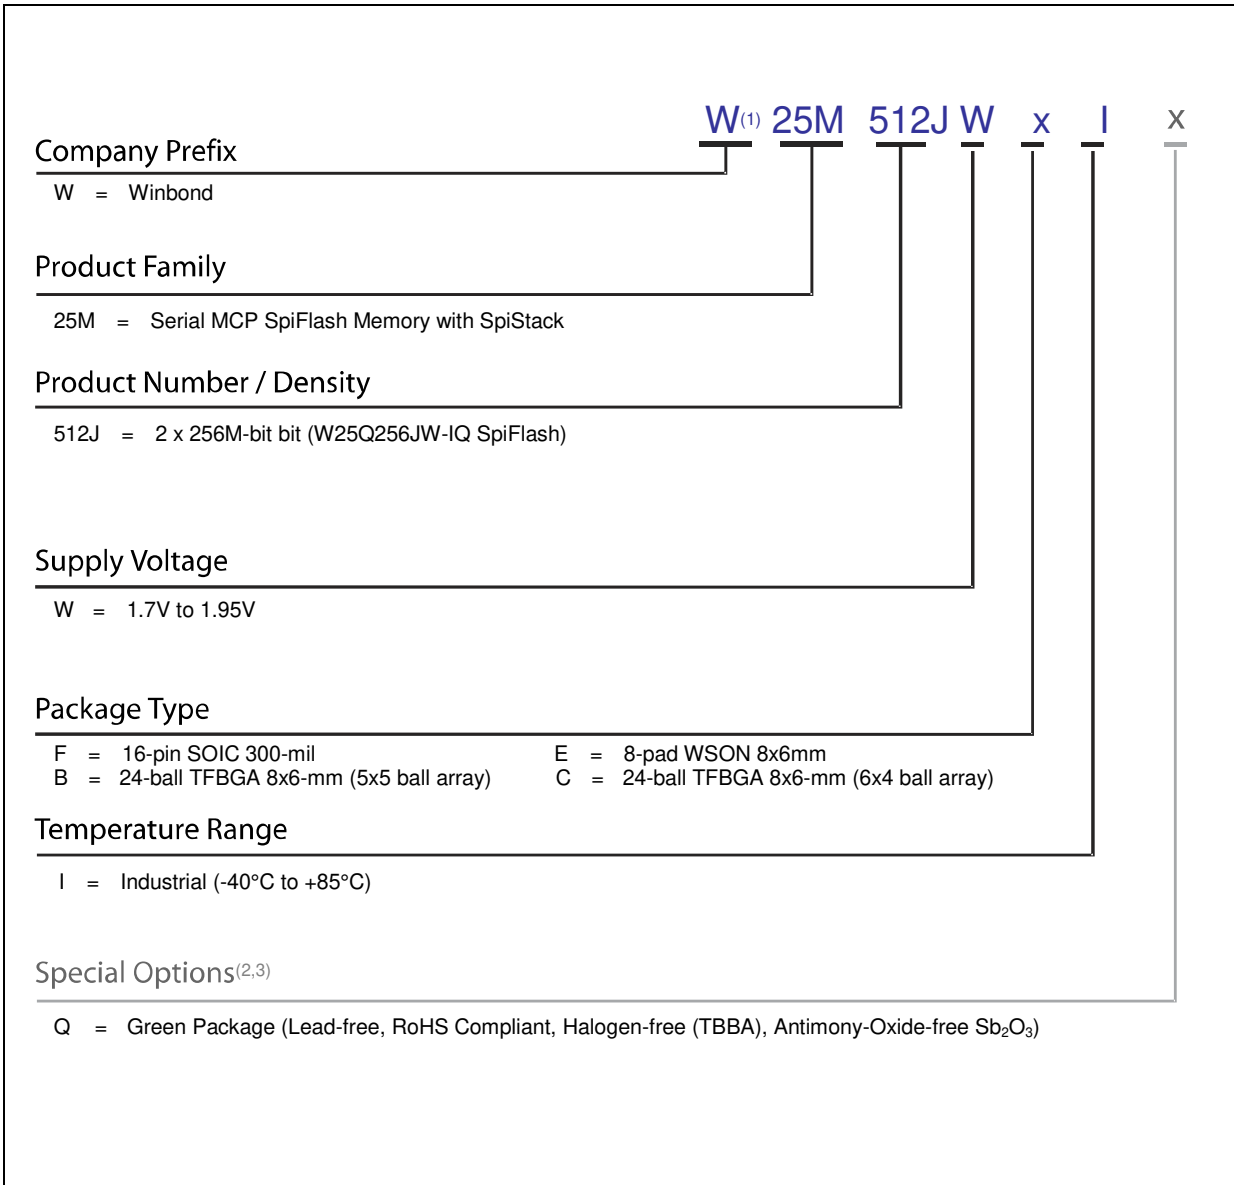 W(1) 25M 512J W x I x
Company Prefix
W = Winbond
Product Family
25M = Serial MCP SpiFlash Memory with SpiStack
Product Number / Density
512J = 2 x 256M-bit bit (W25Q256JW-IQ SpiFlash)
Supply Voltage
W = 1.7V to 1.95V
Package Type
F = 16-pin SOIC 300-mil E = 8-pad WSON 8x6mm
B = 24-ball TFBGA 8x6-mm (5x5 ball array) C = 24-ball TFBGA 8x6-mm (6x4 ball array)
Temperature Range
I = Industrial (-40°C to +85°C)
Special Options(2,3)
Q = Green Package (Lead-free, RoHS Compliant, Halogen-free (TBBA), Antimony-Oxide-free Sb₂O₃)